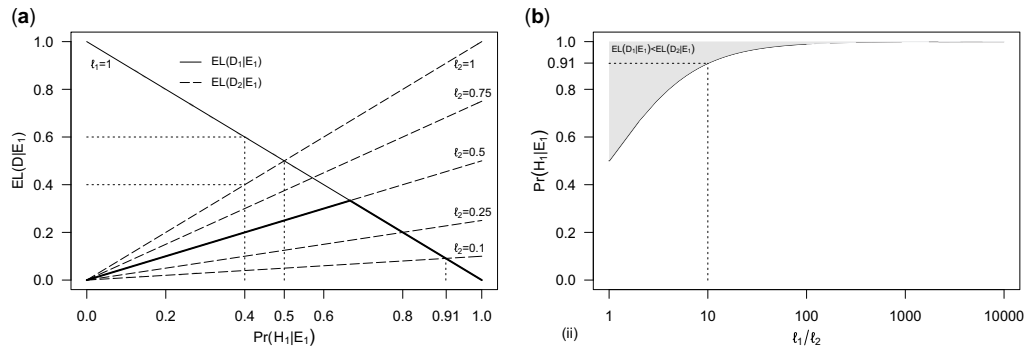 (a)
EL(D|E₁)
1.0
0.8
0.6
0.4
0.2
0.0
ℓ₁=1
EL(D₁|E₁)
EL(D₂|E₁)
ℓ₂=1
ℓ₂=0.75
ℓ₂=0.5
ℓ₂=0.25
ℓ₂=0.1
0.0 0.1 0.2 0.3 0.4 0.5 0.6 0.8 0.91 1.0
Pr(H₁|E₁)
(b)
Pr(H₁|E₁)
1.0
0.91
0.8
0.6
0.4
0.2
0.0
EL(D₁|E₁)<EL(D₂|E₁)
1 10 100 1000 10000
(ii)
ℓ₁/ℓ₂